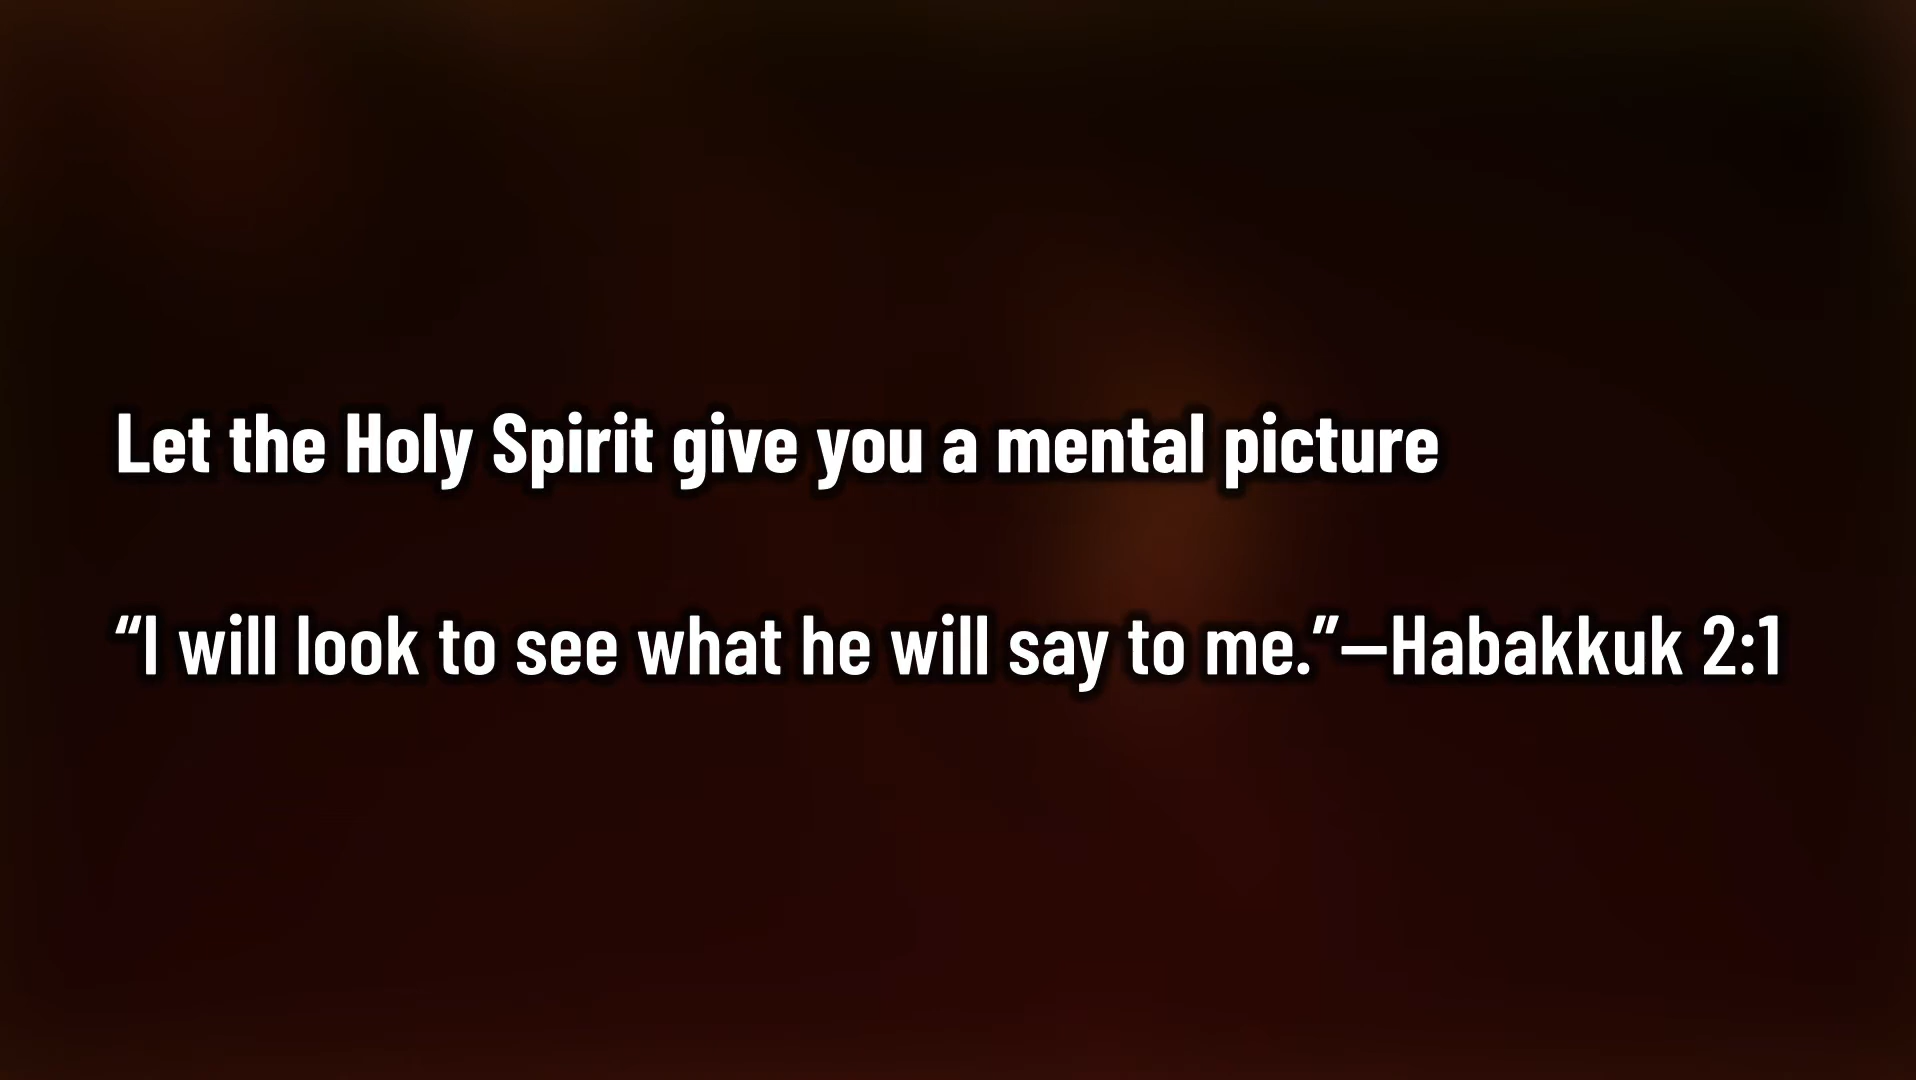 Let the Holy Spirit give you a mental picture
“I will look to see what he will say to me.”—Habakkuk 2:1